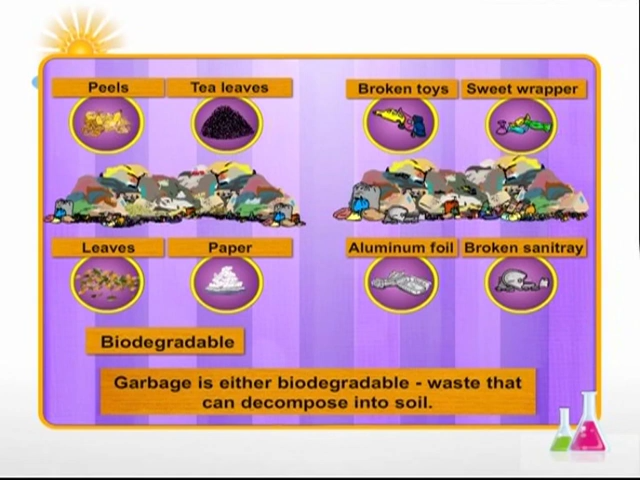 Peels
Tea leaves
Broken toys
Sweet wrapper
Leaves
Paper
Aluminum foil
Broken sanitray
Biodegradable
Garbage is either biodegradable - waste that
can decompose into soil.